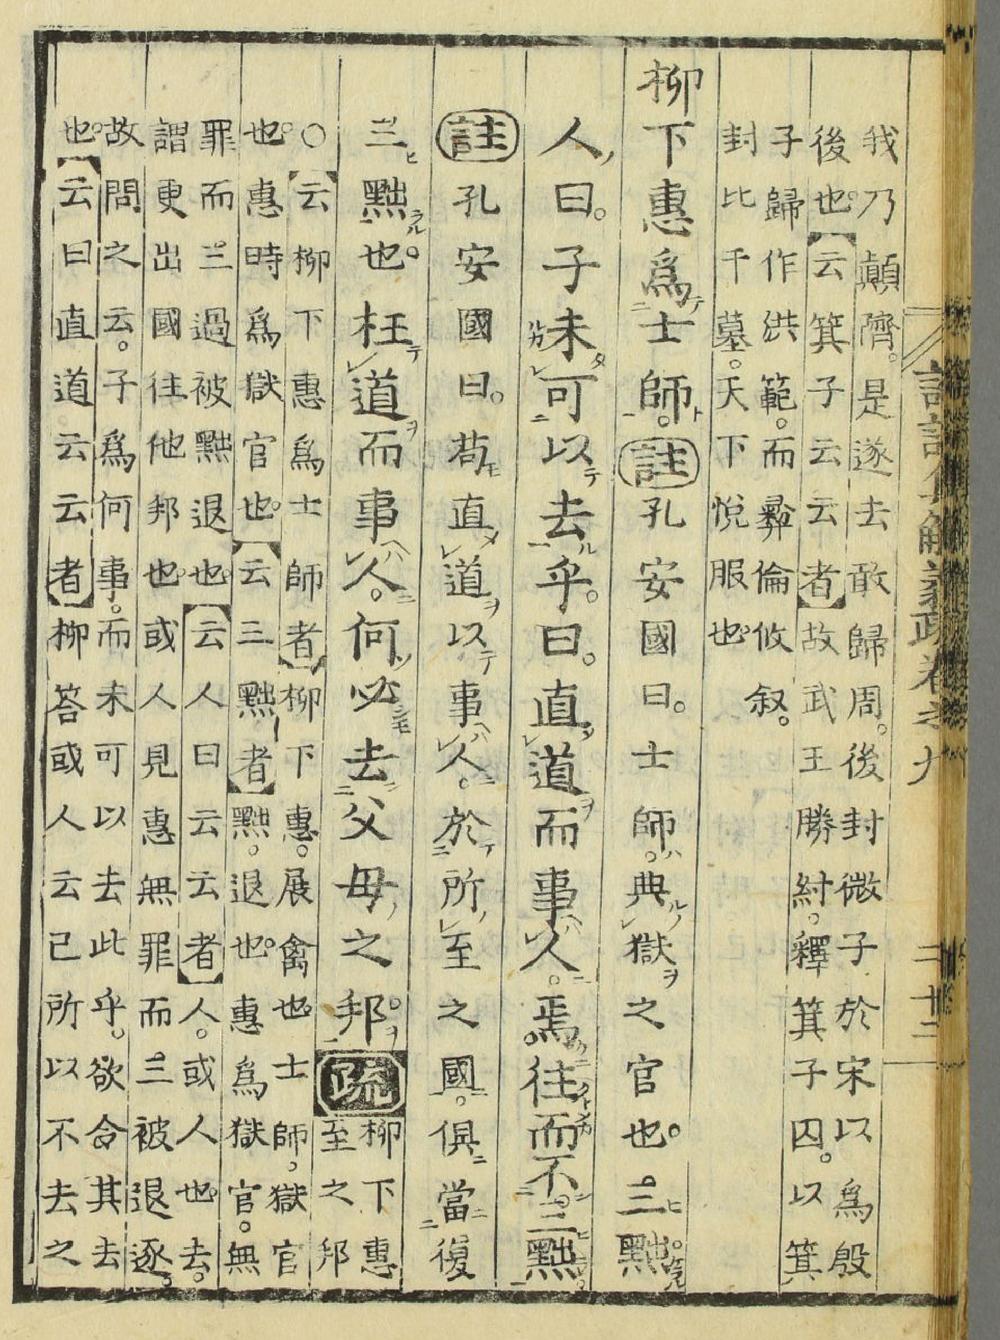 我乃顛隮。是遂去敢歸周。後封微子於宋以爲殷
後也。【云箕子云云者】故武王勝紂。釋箕子囚。以箕
子歸作洪範。而彝倫攸叙。
封比干墓。天下悅服也
柳下惠爲士師。註孔安國曰。士師。典獄之官也。三黜
人曰。子未可以去乎。曰。直道而事人。焉往而不三黜
註孔安國曰。苟直道以事人。於所至之國。俱當復
三黜也。枉道而事人。何必去父母之邦。疏柳下惠
至之邦
○【云柳下惠爲士師者】柳下惠。展禽也士師。獄官
也。惠時爲獄官也。【云三黜者】黜。退也。惠爲獄官。無
罪而三過被黜退也。【云人曰云云者】人。或人也去。
謂更出國往他邦也。或人見惠無罪而三被退逐。
故問之云。子爲何事。而未可以去此乎。欲令其去
也。【云曰直道云云者】柳答或人云已所以不去之